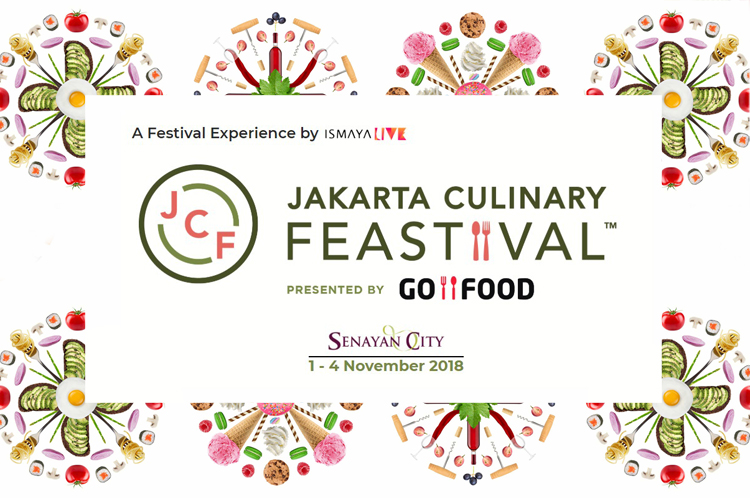 A Festival Experience by ISMAYA LIVE
JCF
JAKARTA CULINARY
FEASTIVAL™
PRESENTED BY GO FOOD
SENAYAN CITY
1 - 4 November 2018